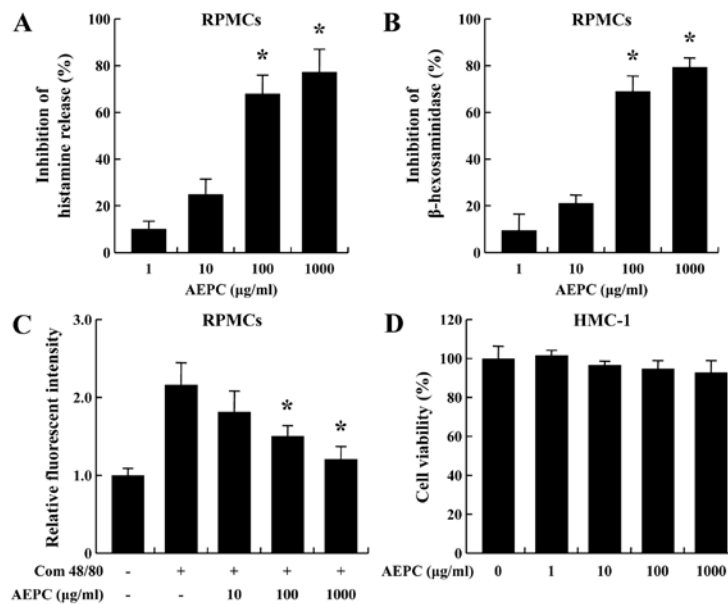 A
RPMCs
Inhibition of
histamine release (%)
100
80
60
40
20
0
*
*
1 10 100 1000
AEPC (μg/ml)
B
RPMCs
Inhibition of
β-hexosaminidase (%)
100
80
60
40
20
0
*
*
1 10 100 1000
AEPC (μg/ml)
C
RPMCs
Relative fluorescent intensity
3.0
2.0
1.0
0
*
*
Com 48/80 - + + + +
AEPC (μg/ml) - - 10 100 1000
D
HMC-1
Cell viability (%)
120
100
80
60
40
20
0
AEPC (μg/ml) 0 1 10 100 1000